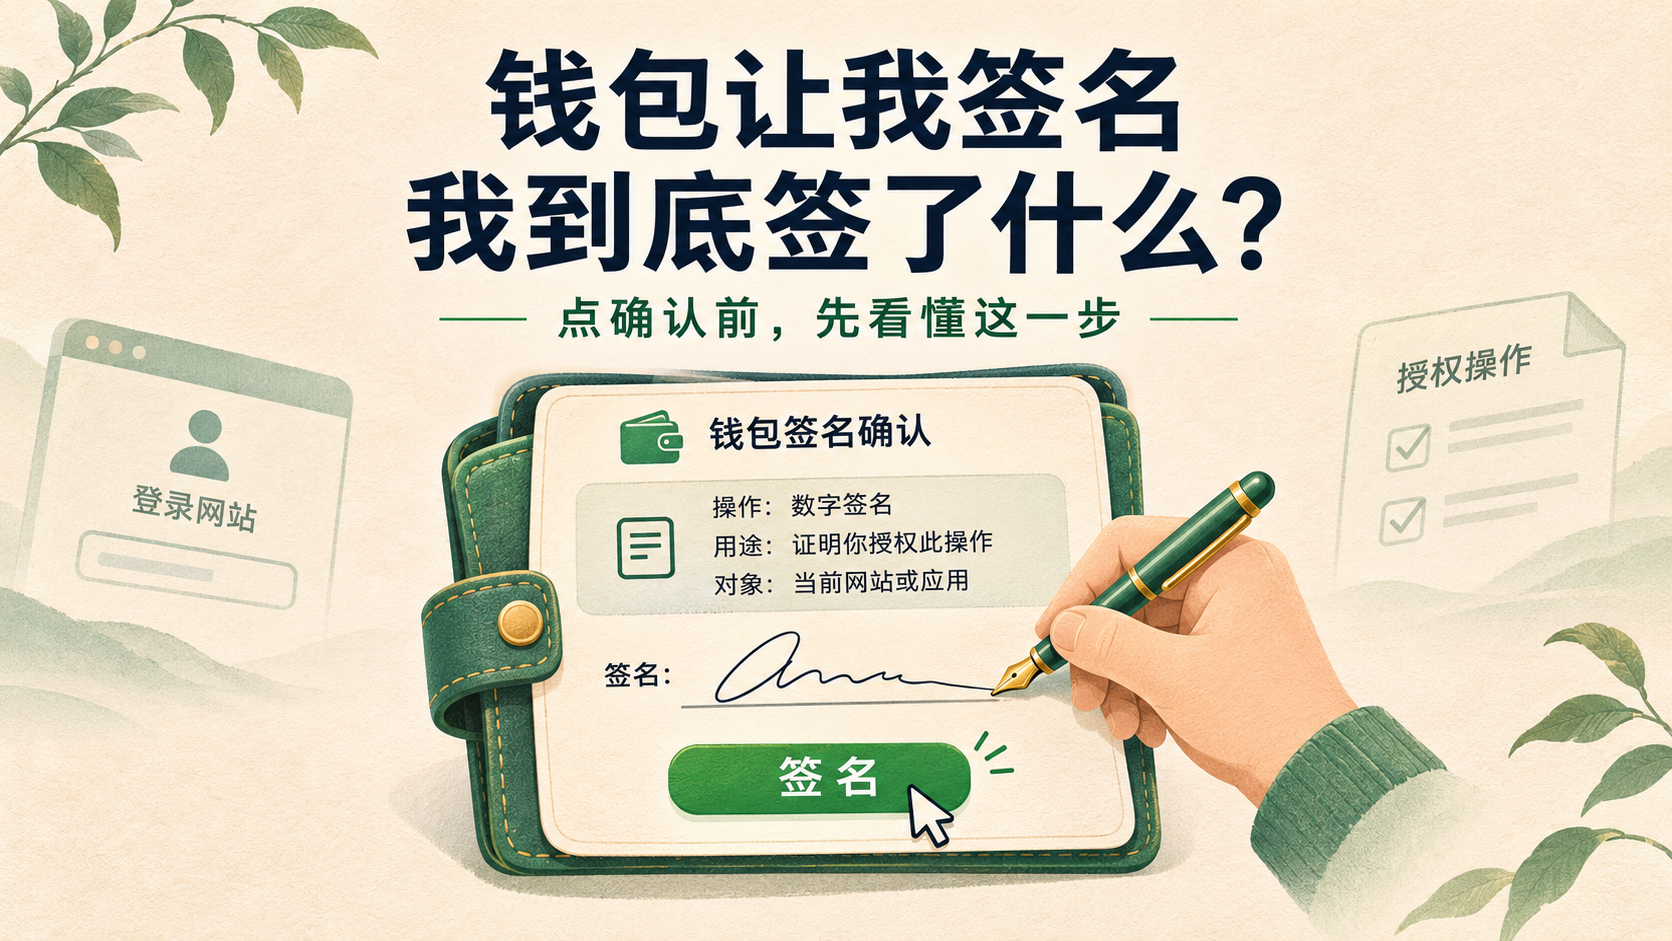 钱包让我签名
我到底签了什么?
点确认前，先看懂这一步
登录网站
授权操作
钱包签名确认
操作： 数字签名
用途： 证明你授权此操作
对象： 当前网站或应用
签名：
签名